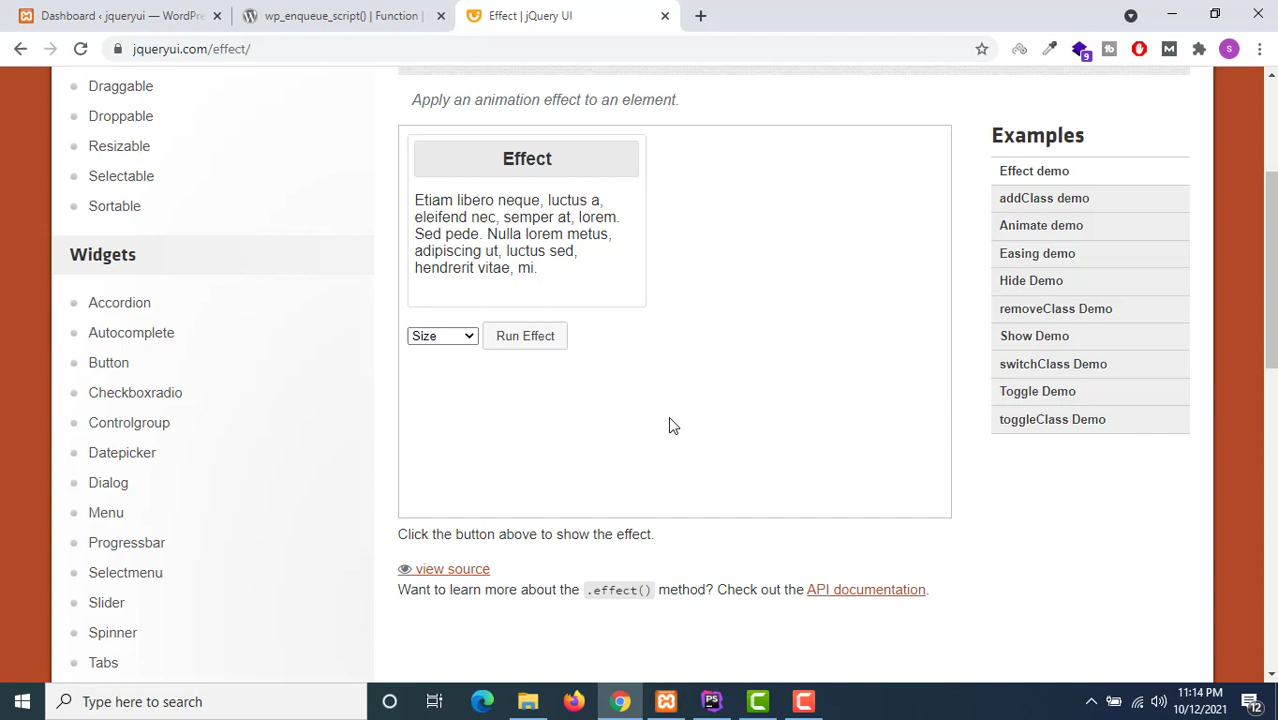 Dashboard ‹ jqueryui — WordPre
wp_enqueue_script() | Function |
Effect | jQuery UI
jqueryui.com/effect/
9
S
Draggable
Droppable
Resizable
Selectable
Sortable
Widgets
Accordion
Autocomplete
Button
Checkboxradio
Controlgroup
Datepicker
Dialog
Menu
Progressbar
Selectmenu
Slider
Spinner
Tabs
Apply an animation effect to an element.
Effect
Etiam libero neque, luctus a,
eleifend nec, semper at, lorem.
Sed pede. Nulla lorem metus,
adipiscing ut, luctus sed,
hendrerit vitae, mi.
Size
Run Effect
Click the button above to show the effect.
view source
Want to learn more about the .effect() method? Check out the API documentation.
Examples
Effect demo
addClass demo
Animate demo
Easing demo
Hide Demo
removeClass Demo
Show Demo
switchClass Demo
Toggle Demo
toggleClass Demo
Type here to search
PS
11:14 PM
10/12/2021
12